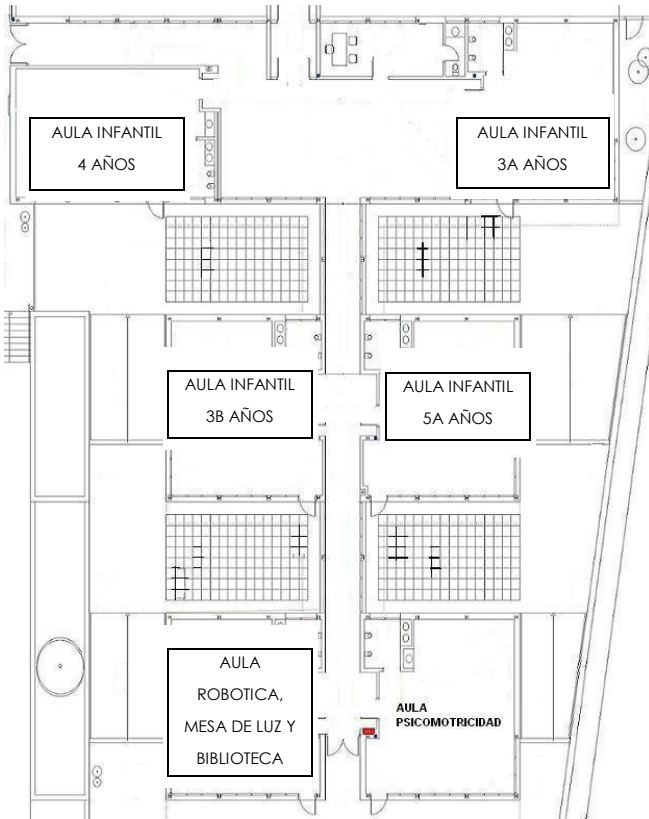 AULA INFANTIL
4 AÑOS
AULA INFANTIL
3A AÑOS
AULA INFANTIL
3B AÑOS
AULA INFANTIL
5A AÑOS
AULA
ROBOTICA,
MESA DE LUZ Y
BIBLIOTECA
AULA
PSICOMOTRICIDAD